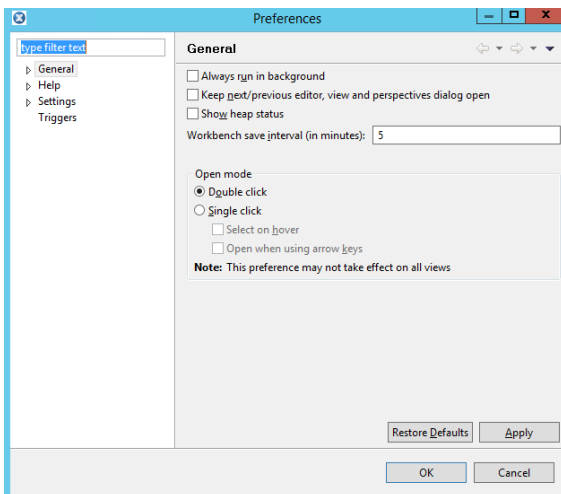 Preferences
type filter text
General
Help
Settings
Triggers
General
Always run in background
Keep next/previous editor, view and perspectives dialog open
Show heap status
Workbench save interval (in minutes): 5
Open mode
Double click
Single click
Select on hover
Open when using arrow keys
Note: This preference may not take effect on all views
Restore Defaults Apply
OK Cancel